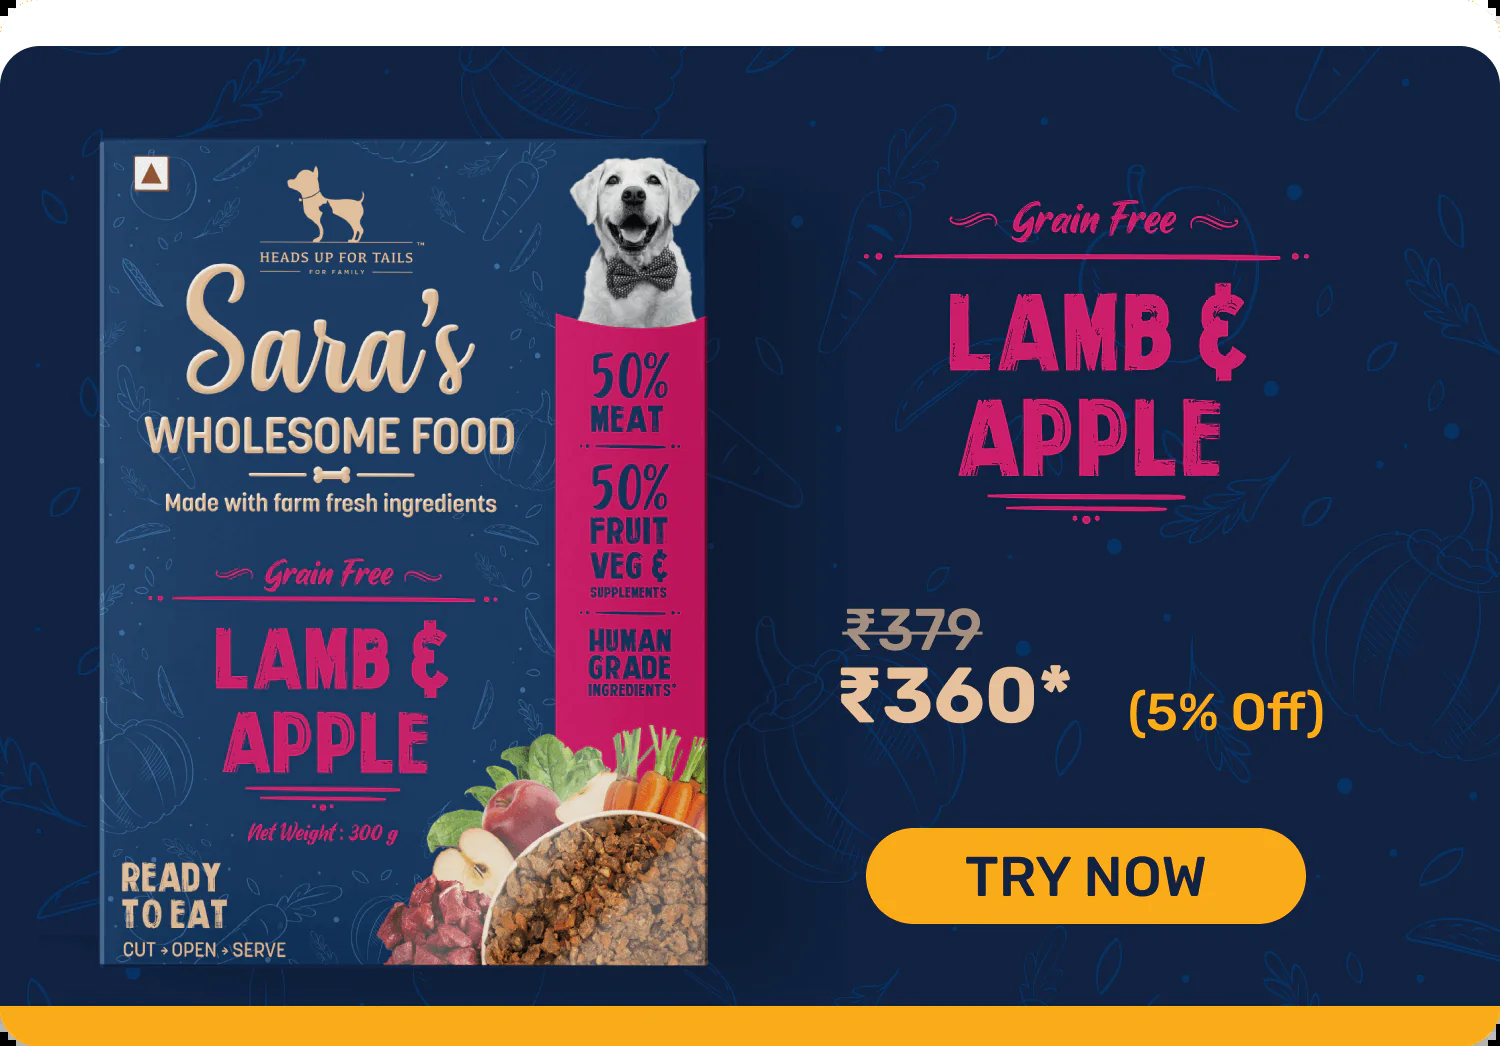 HEADS UP FOR TAILS
FOR FAMILY
™
Sara's
WHOLESOME FOOD
Made with farm fresh ingredients
Grain Free
LAMB &
APPLE
Net Weight : 300 g
READY
TO EAT
CUT → OPEN → SERVE
50%
MEAT
50%
FRUIT
VEG &
SUPPLEMENTS
HUMAN
GRADE
INGREDIENTS*
Grain Free
LAMB &
APPLE
₹379
₹360*
(5% Off)
TRY NOW